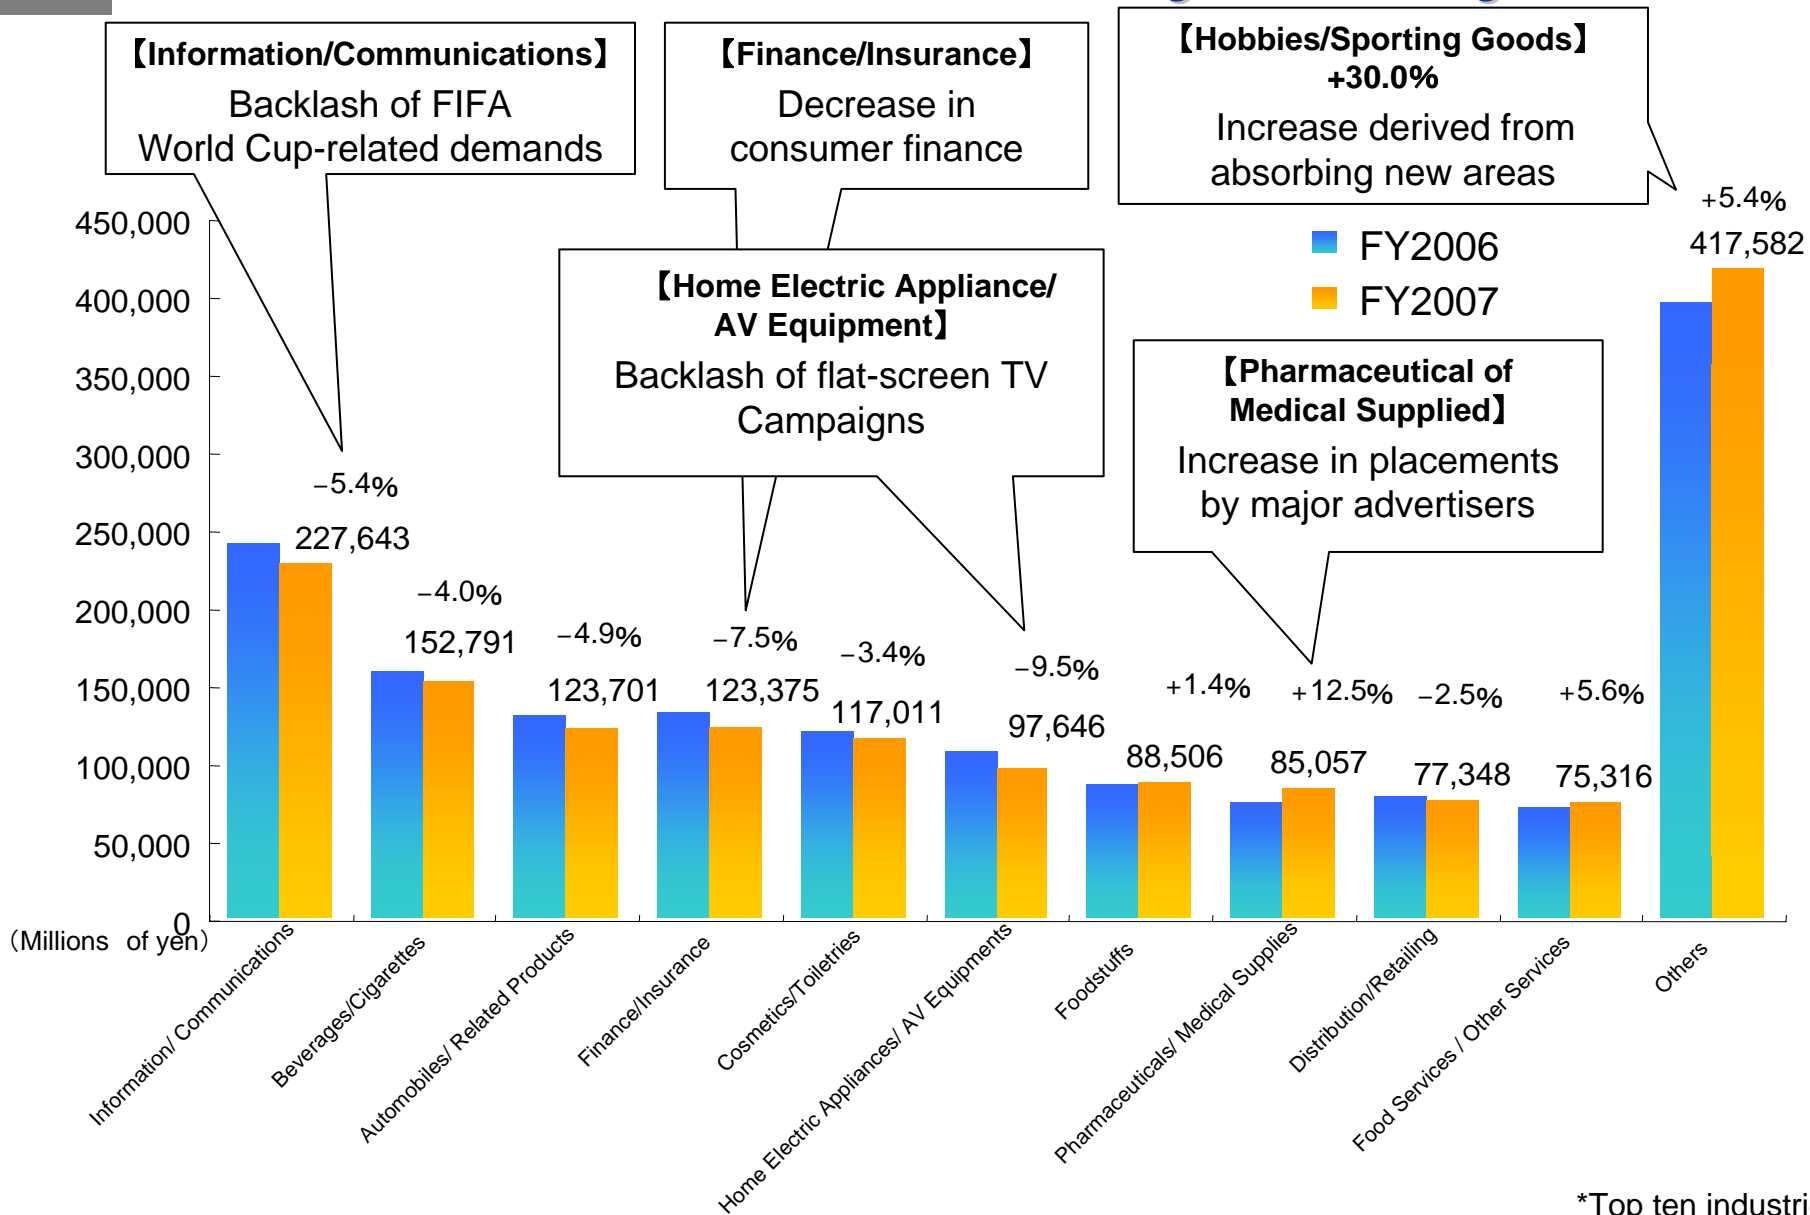 【Information/Communications】
Backlash of FIFA
World Cup-related demands
【Finance/Insurance】
Decrease in
consumer finance
【Hobbies/Sporting Goods】
+30.0%
Increase derived from
absorbing new areas
【Home Electric Appliance/
AV Equipment】
Backlash of flat-screen TV
Campaigns
【Pharmaceutical of
Medical Supplied】
Increase in placements
by major advertisers
FY2006
FY2007
450,000
400,000
350,000
300,000
250,000
200,000
150,000
100,000
50,000
0
（Millions of yen）
−5.4%
227,643
−4.0%
152,791
−4.9%
123,701
−7.5%
123,375
−3.4%
117,011
−9.5%
97,646
+1.4%
88,506
+12.5%
85,057
−2.5%
77,348
+5.6%
75,316
+5.4%
417,582
Information/ Communications
Beverages/Cigarettes
Automobiles/ Related Products
Finance/Insurance
Cosmetics/Toiletries
Home Electric Appliances/ AV Equipments
Foodstuffs
Pharmaceuticals/ Medical Supplies
Distribution/Retailing
Food Services / Other Services
Others
*Top ten industri